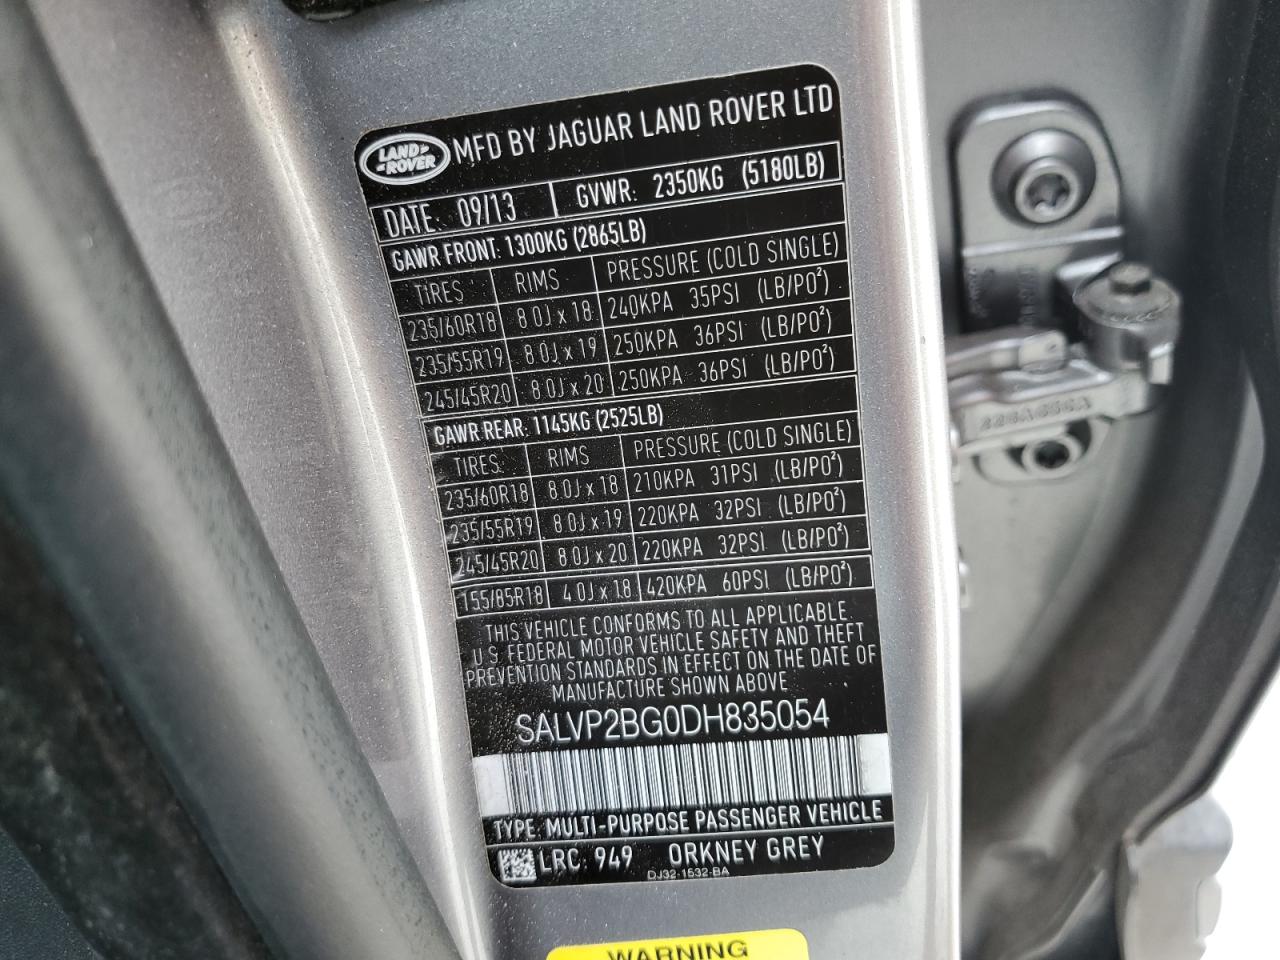 LAND ROVER MFD BY JAGUAR LAND ROVER LTD
DATE: 09/13 GVWR: 2350KG (5180LB)
GAWR FRONT: 1300KG (2865LB)
TIRES RIMS PRESSURE (COLD SINGLE)
235/60R18 8.0J x 18 240KPA 35PSI (LB/PO²)
235/55R19 8.0J x 19 250KPA 36PSI (LB/PO²)
245/45R20 8.0J x 20 250KPA 36PSI (LB/PO²)
GAWR REAR: 1145KG (2525LB)
TIRES RIMS PRESSURE (COLD SINGLE)
235/60R18 8.0J x 18 210KPA 31PSI (LB/PO²)
235/55R19 8.0J x 19 220KPA 32PSI (LB/PO²)
245/45R20 8.0J x 20 220KPA 32PSI (LB/PO²)
155/85R18 4.0J x 18 420KPA 60PSI (LB/PO²)
THIS VEHICLE CONFORMS TO ALL APPLICABLE
U.S. FEDERAL MOTOR VEHICLE SAFETY AND THEFT
PREVENTION STANDARDS IN EFFECT ON THE DATE OF
MANUFACTURE SHOWN ABOVE
SALVP2BG0DH835054
TYPE: MULTI-PURPOSE PASSENGER VEHICLE
LRC: 949 ORKNEY GREY
DJ32-1532-BA
WARNING